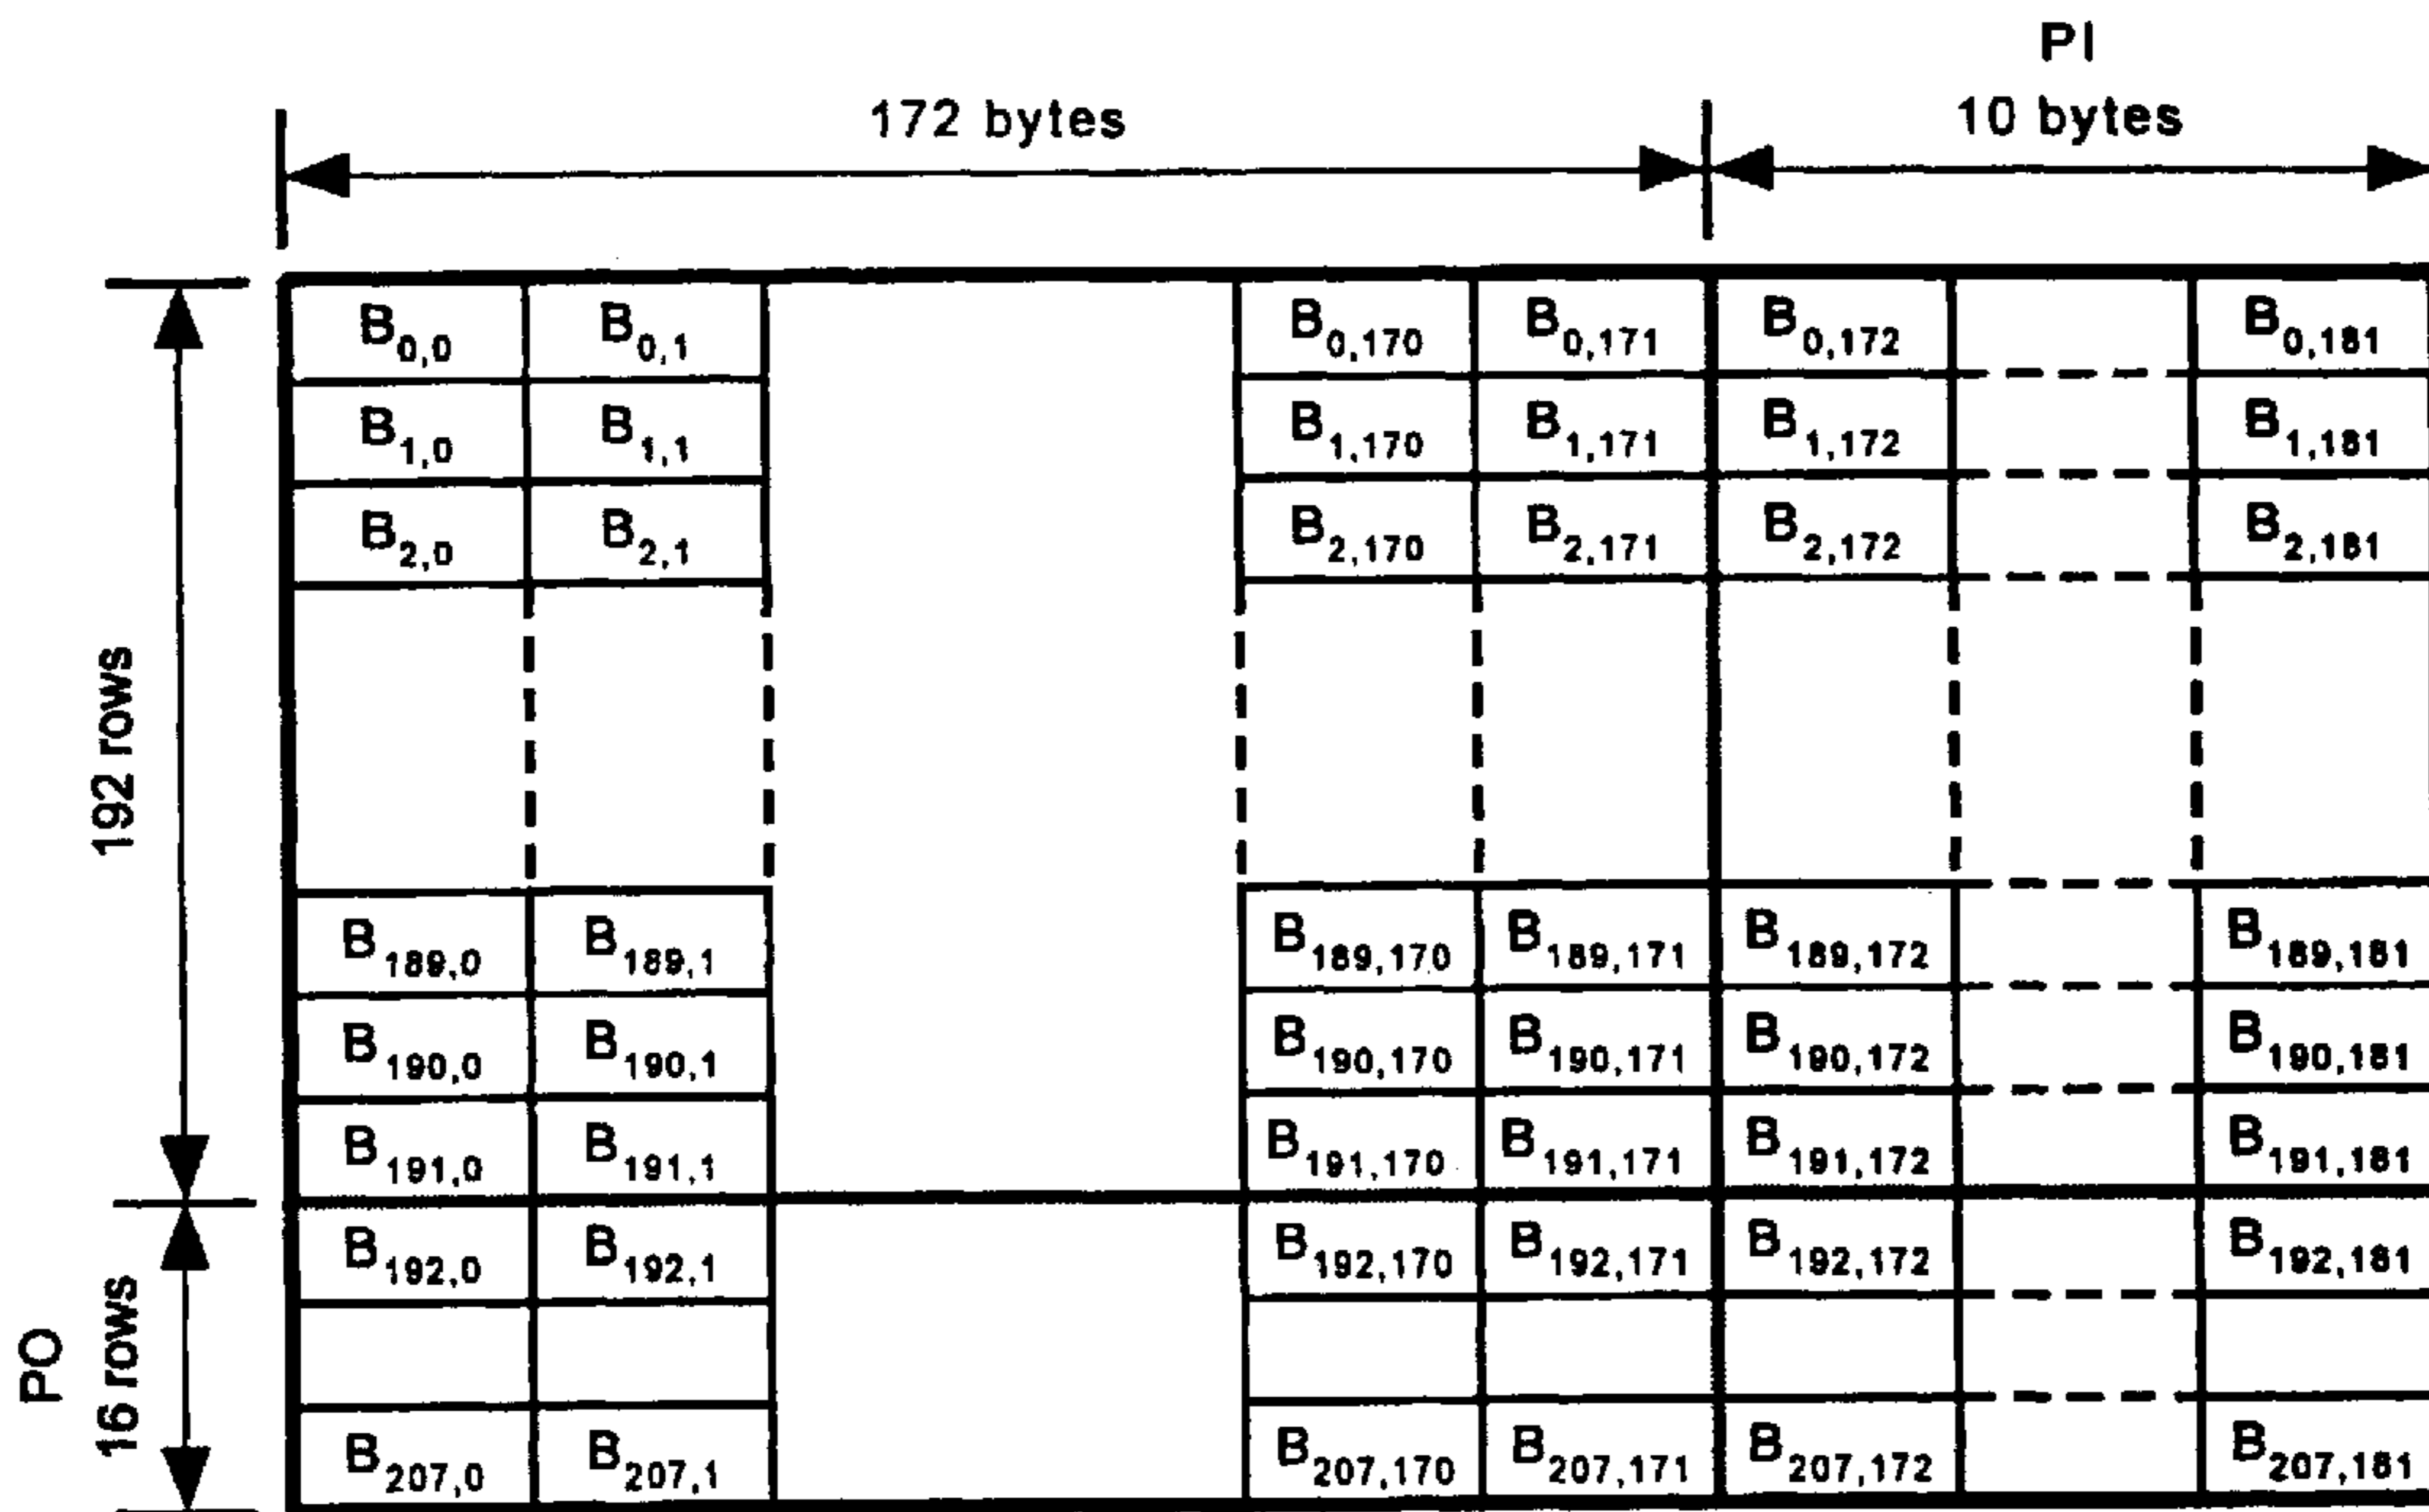 PI
172 bytes 10 bytes
B0,0 B0,1 B0,170 B0,171 B0,172 B0,181
B1,0 B1,1 B1,170 B1,171 B1,172 B1,181
B2,0 B2,1 B2,170 B2,171 B2,172 B2,181
192 rows
B189,0 B189,1 B189,170 B189,171 B189,172 B189,181
B190,0 B190,1 B190,170 B190,171 B190,172 B190,181
B191,0 B191,1 B191,170 B191,171 B191,172 B191,181
B192,0 B192,1 B192,170 B192,171 B192,172 B192,181
PO
16 rows
B207,0 B207,1 B207,170 B207,171 B207,172 B207,181